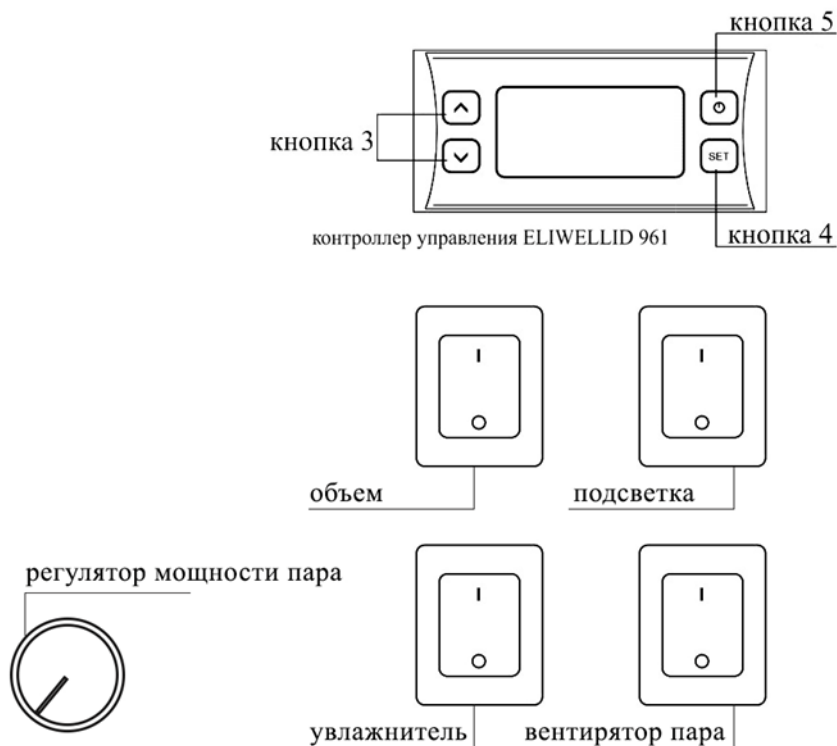 кнопка 5
кнопка 3
SET
контроллер управления ELIWELLID 961
кнопка 4
объем
подсветка
регулятор мощности пара
увлажнитель
вентирятор пара